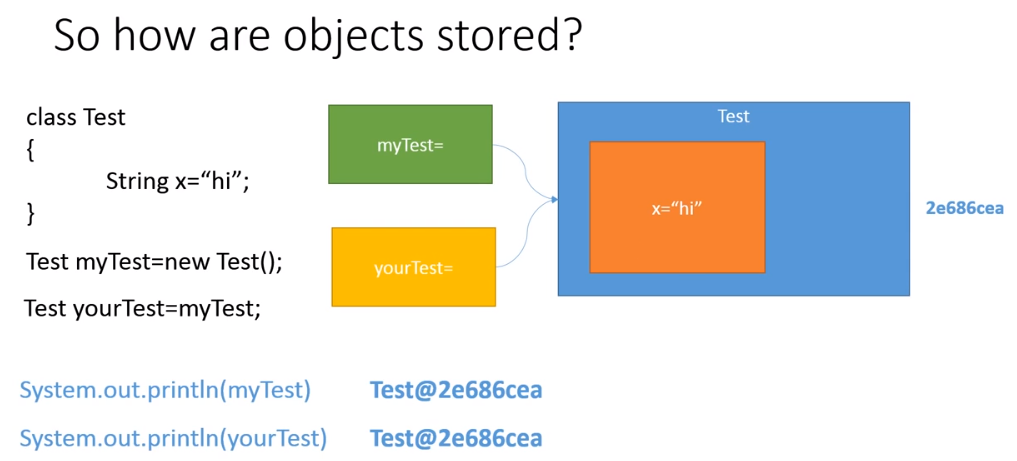 So how are objects stored?
class Test
{
String x=“hi”;
}
Test myTest=new Test();
Test yourTest=myTest;
myTest=
yourTest=
Test
x=“hi”
2e686cea
System.out.println(myTest) Test@2e686cea
System.out.println(yourTest) Test@2e686cea